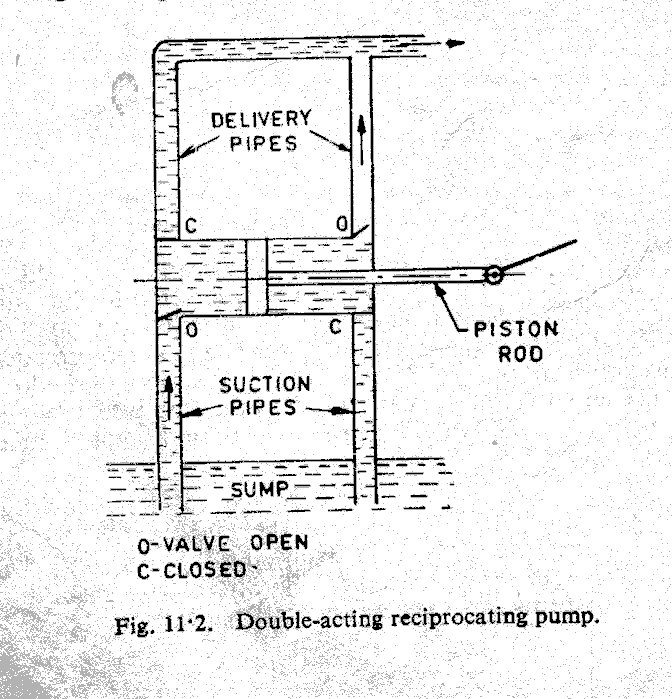 DELIVERY
PIPES
C
O
O
C
PISTON
ROD
SUCTION
PIPES
SUMP
O-VALVE OPEN
C-CLOSED
Fig. 11·2. Double-acting reciprocating pump.